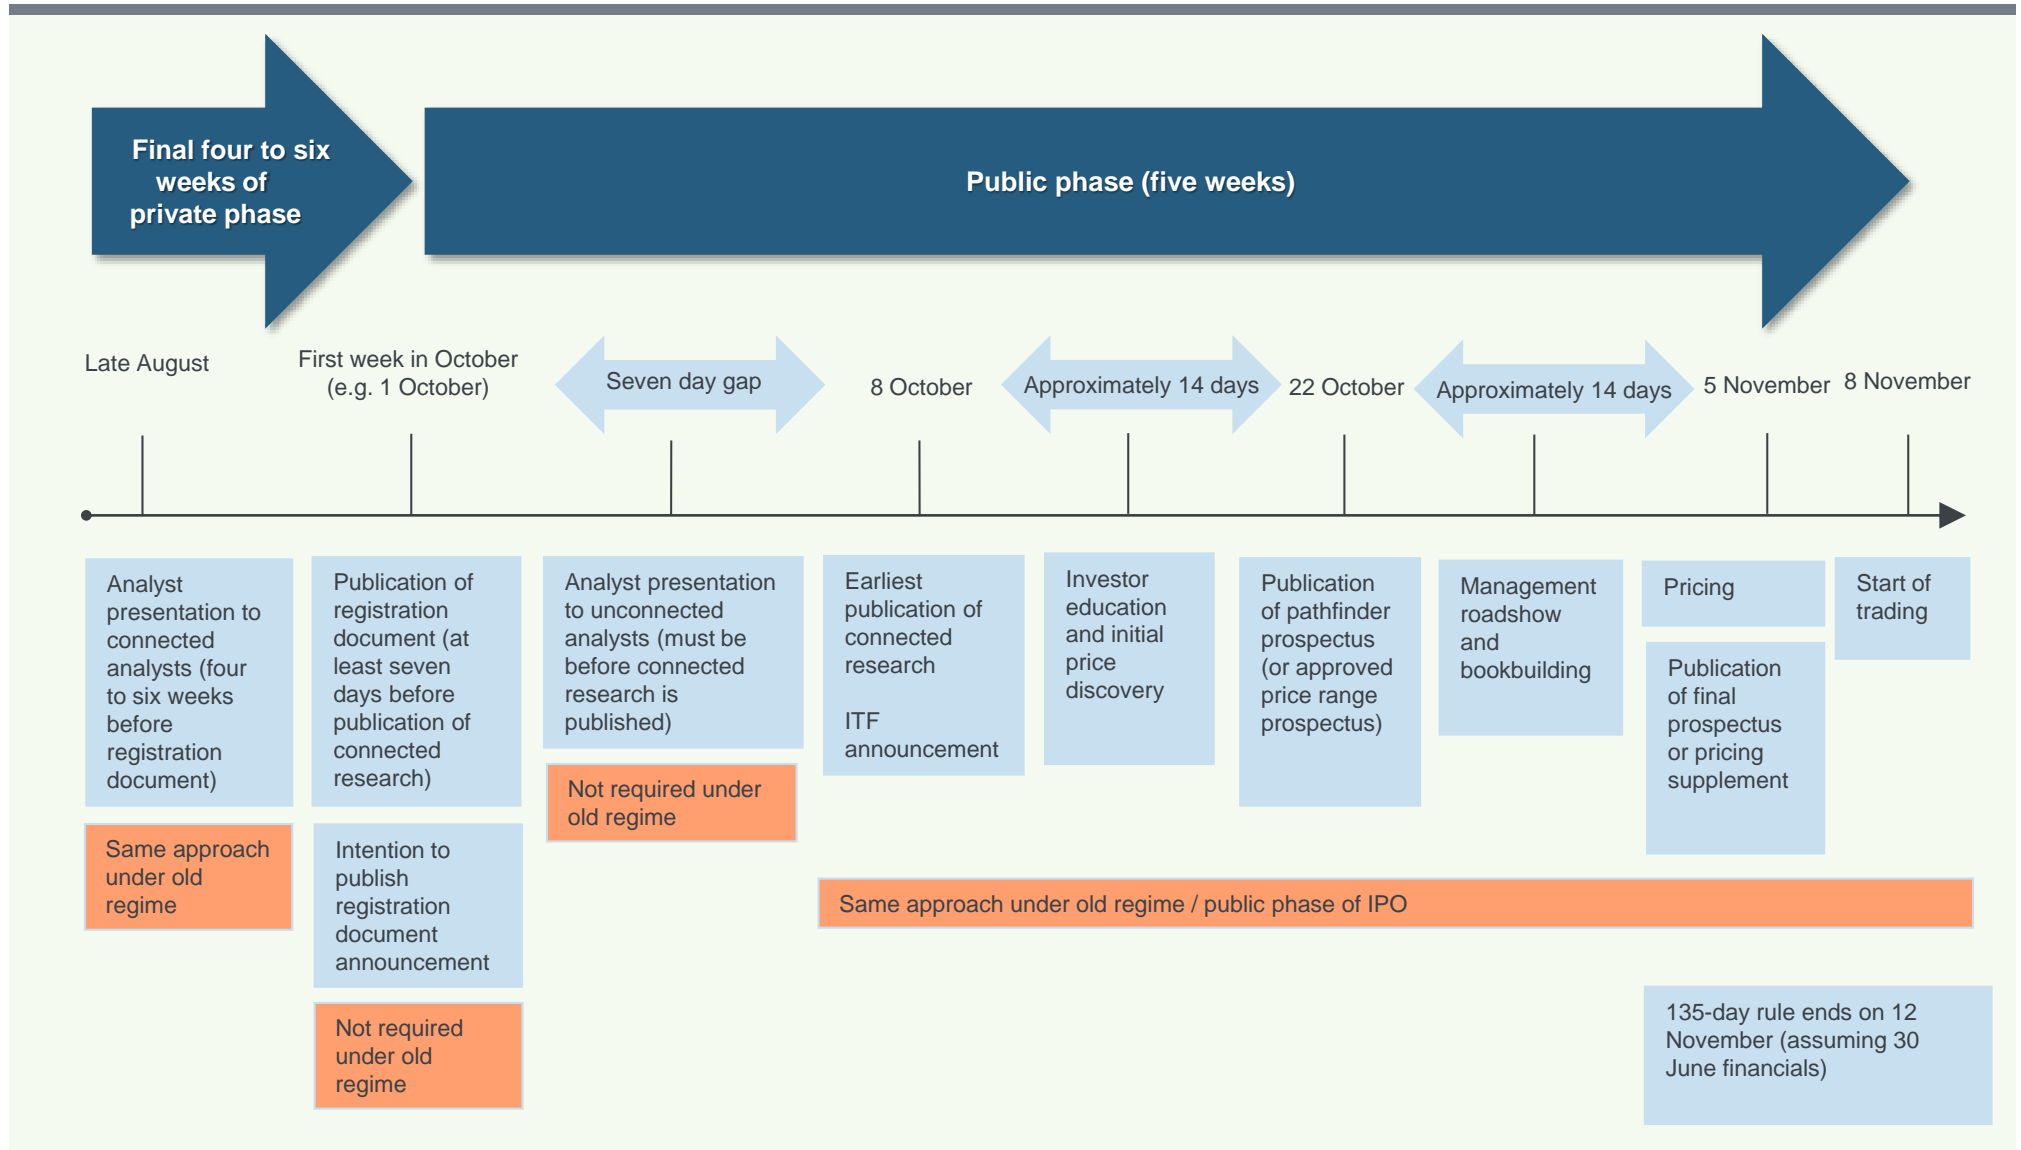 Final four to six
weeks of
private phase
Public phase (five weeks)
Late August
First week in October
(e.g. 1 October)
Seven day gap
8 October
Approximately 14 days
22 October
Approximately 14 days
5 November
8 November
Analyst
presentation to
connected
analysts (four
to six weeks
before
registration
document)
Same approach
under old
regime
Publication of
registration
document (at
least seven
days before
publication of
connected
research)
Intention to
publish
registration
document
announcement
Not required
under old
regime
Analyst presentation
to unconnected
analysts (must be
before connected
research is
published)
Not required under
old regime
Earliest
publication of
connected
research
ITF
announcement
Investor
education
and initial
price
discovery
Publication
of pathfinder
prospectus
(or approved
price range
prospectus)
Management
roadshow
and
bookbuilding
Pricing
Publication
of final
prospectus
or pricing
supplement
Start of
trading
Same approach under old regime / public phase of IPO
135-day rule ends on 12
November (assuming 30
June financials)